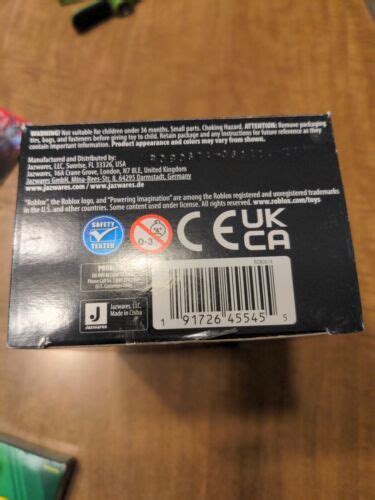 WARNING! Not suitable for children under 36 months. Small parts. Choking Hazard. ATTENTION: Remove packaging
ties, bags, and fasteners before giving toy to child. Retain package and any instructions for future reference as they
contain important information. Product appearance and colors may vary from above.
Manufactured and Distributed by:
Jazwares, LLC, Sunrise, FL 33326, USA
Jazwares, 16A Crane Grove, London, N7 8LE, United Kingdom
Jazwares GmbH, Mina-Rees-Str. 8, 64295 Darmstadt, Germany
www.jazwares.com / www.jazwares.de
"Roblox", the Roblox logo, and "Powering Imagination" are among the registered and unregistered trademarks
in the U.S. and other countries. Some content used under license. All rights reserved. www.roblox.com/toys
SAFETY
TESTED
0-3
CE
UK
CA
J
Jazwares
Jazwares, LLC.
Made in China
1 91726 45545 5